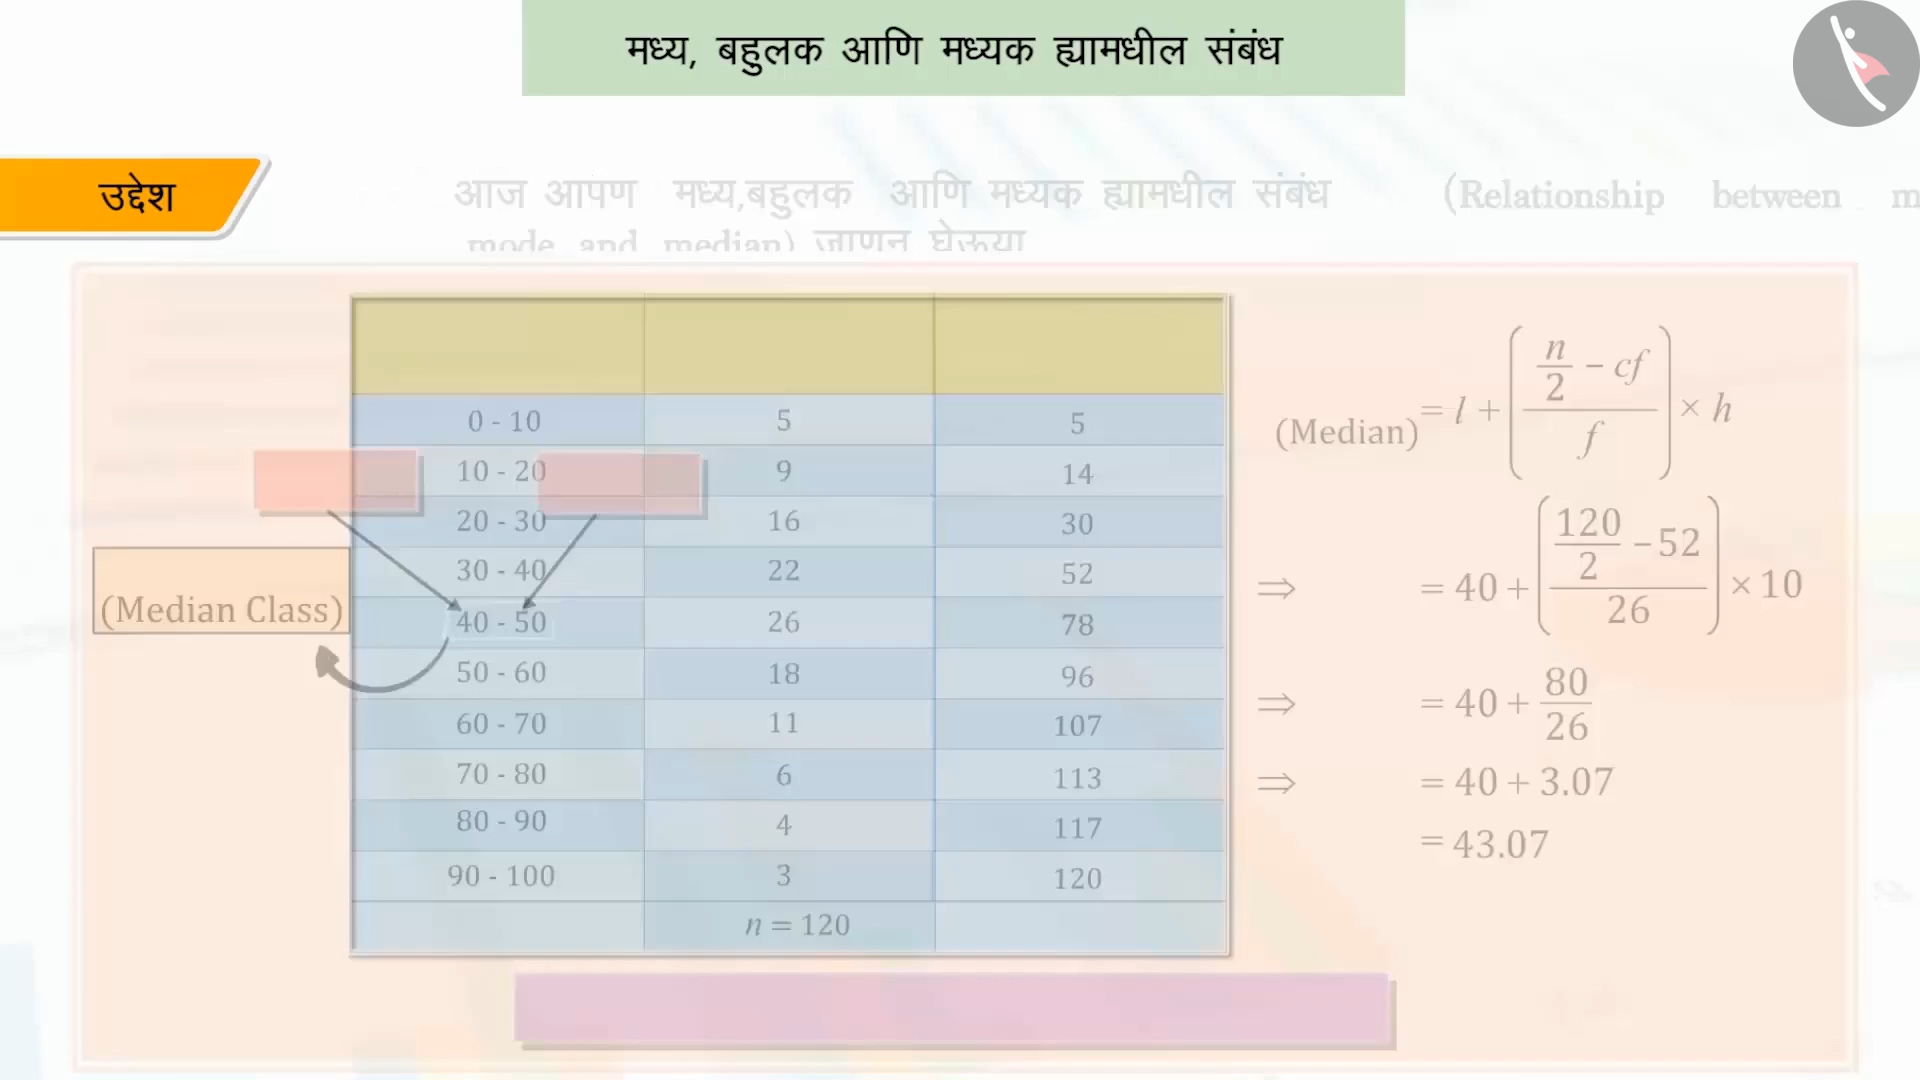 मध्य, बहुलक आणि मध्यक ह्यामधील संबंध
उद्देश
आज आपण मध्य,बहुलक आणि मध्यक ह्यामधील संबंध (Relationship between
mode and median) जाणून घेऊया
0 - 10 5 5
10 - 20 9 14
20 - 30 16 30
30 - 40 22 52
40 - 50 26 78
50 - 60 18 96
60 - 70 11 107
70 - 80 6 113
80 - 90 4 117
90 - 100 3 120
n = 120
(Median Class)
(Median) = l + ( (n/2 − cf) / f ) × h
⇒ = 40 + ( (120/2 − 52) / 26 ) × 10
⇒ = 40 + 80/26
⇒ = 40 + 3.07
= 43.07